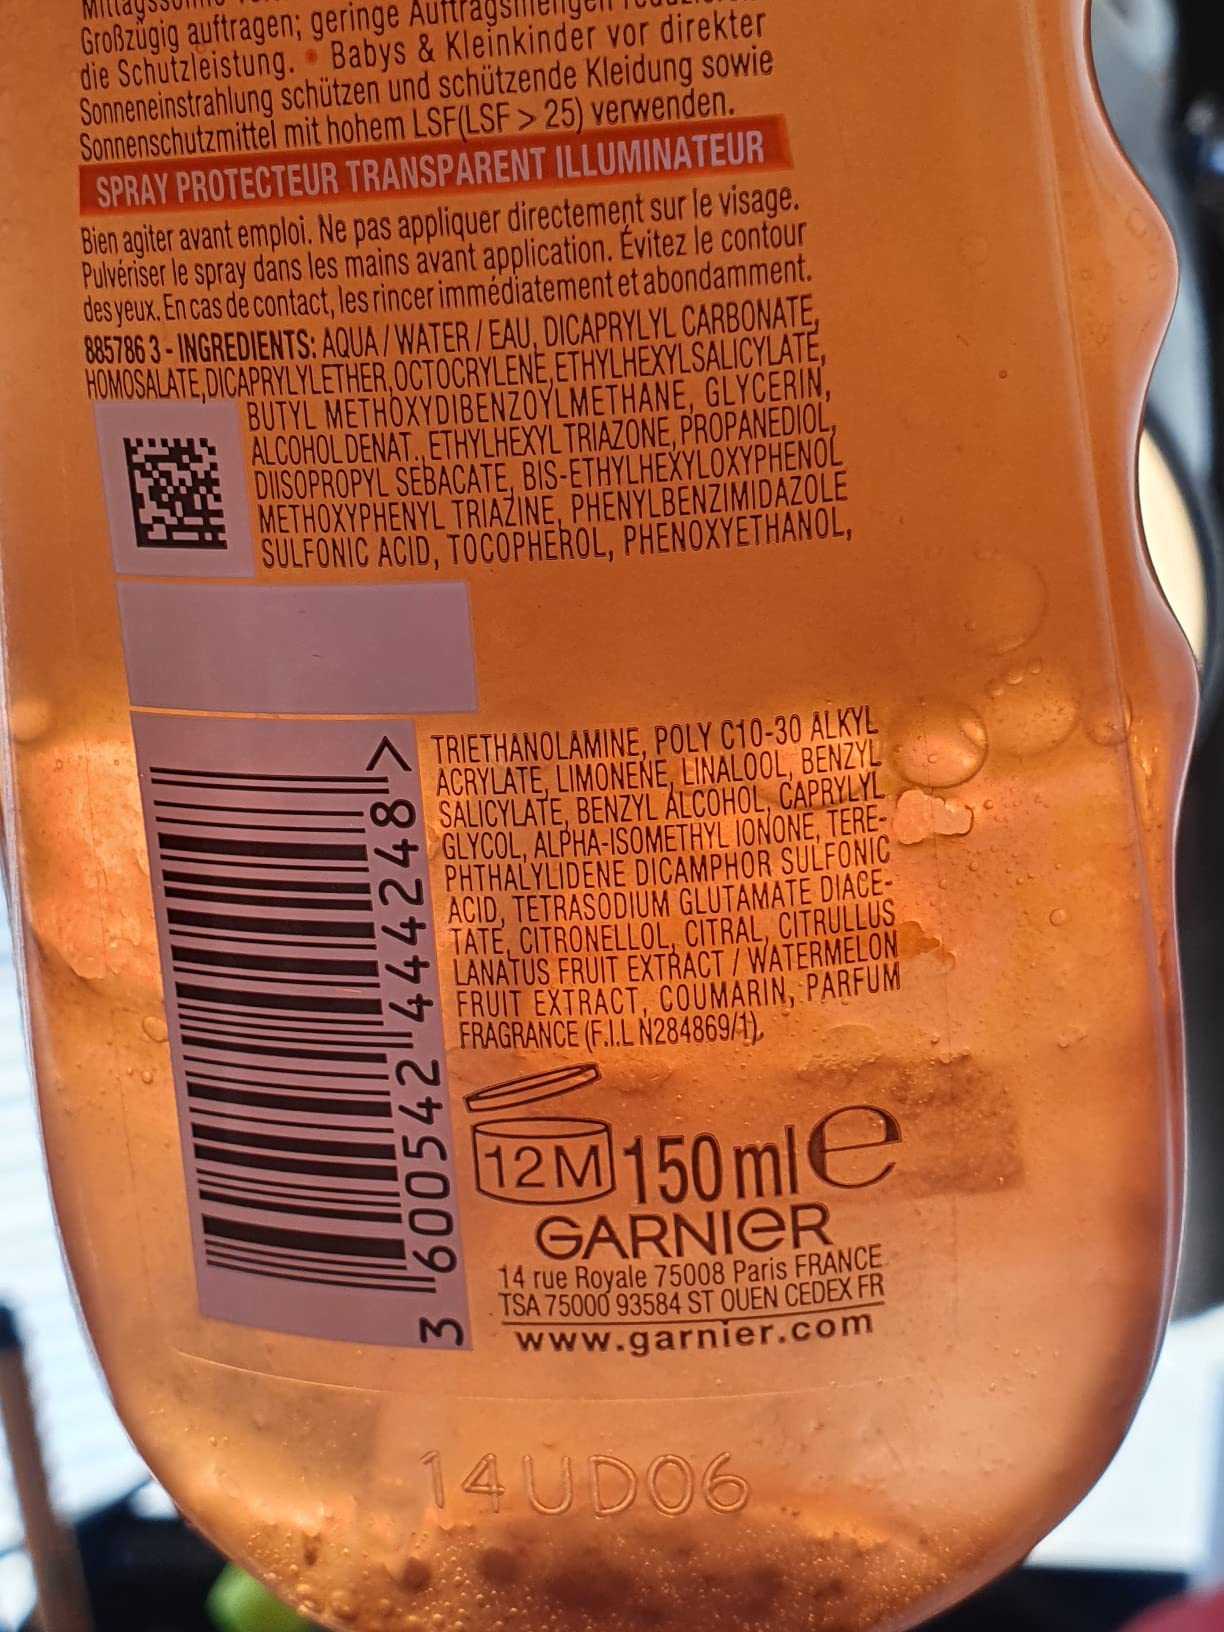 Großzügig auftragen; geringe Auftragsmengen reduzieren
die Schutzleistung. • Babys & Kleinkinder vor direkter
Sonneneinstrahlung schützen und schützende Kleidung sowie
Sonnenschutzmittel mit hohem LSF(LSF > 25) verwenden.
SPRAY PROTECTEUR TRANSPARENT ILLUMINATEUR
Bien agiter avant emploi. Ne pas appliquer directement sur le visage.
Pulvériser le spray dans les mains avant application. Évitez le contour
des yeux. En cas de contact, les rincer immédiatement et abondamment.
885786 3 - INGREDIENTS: AQUA / WATER / EAU, DICAPRYLYL CARBONATE,
HOMOSALATE, DICAPRYLYL ETHER, OCTOCRYLENE, ETHYLHEXYL SALICYLATE,
BUTYL METHOXYDIBENZOYLMETHANE, GLYCERIN,
ALCOHOL DENAT., ETHYLHEXYL TRIAZONE, PROPANEDIOL,
DIISOPROPYL SEBACATE, BIS-ETHYLHEXYLOXYPHENOL
METHOXYPHENYL TRIAZINE, PHENYLBENZIMIDAZOLE
SULFONIC ACID, TOCOPHEROL, PHENOXYETHANOL,
TRIETHANOLAMINE, POLY C10-30 ALKYL
ACRYLATE, LIMONENE, LINALOOL, BENZYL
SALICYLATE, BENZYL ALCOHOL, CAPRYLYL
GLYCOL, ALPHA-ISOMETHYL IONONE, TERE-
PHTHALYLIDENE DICAMPHOR SULFONIC
ACID, TETRASODIUM GLUTAMATE DIACE-
TATE, CITRONELLOL, CITRAL, CITRULLUS
LANATUS FRUIT EXTRACT / WATERMELON
FRUIT EXTRACT, COUMARIN, PARFUM
FRAGRANCE (F.I.L N284869/1).
3 600542 444248 >
12M 150 ml e
GARNIER
14 rue Royale 75008 Paris FRANCE
TSA 75000 93584 ST OUEN CEDEX FR
www.garnier.com
14UD06